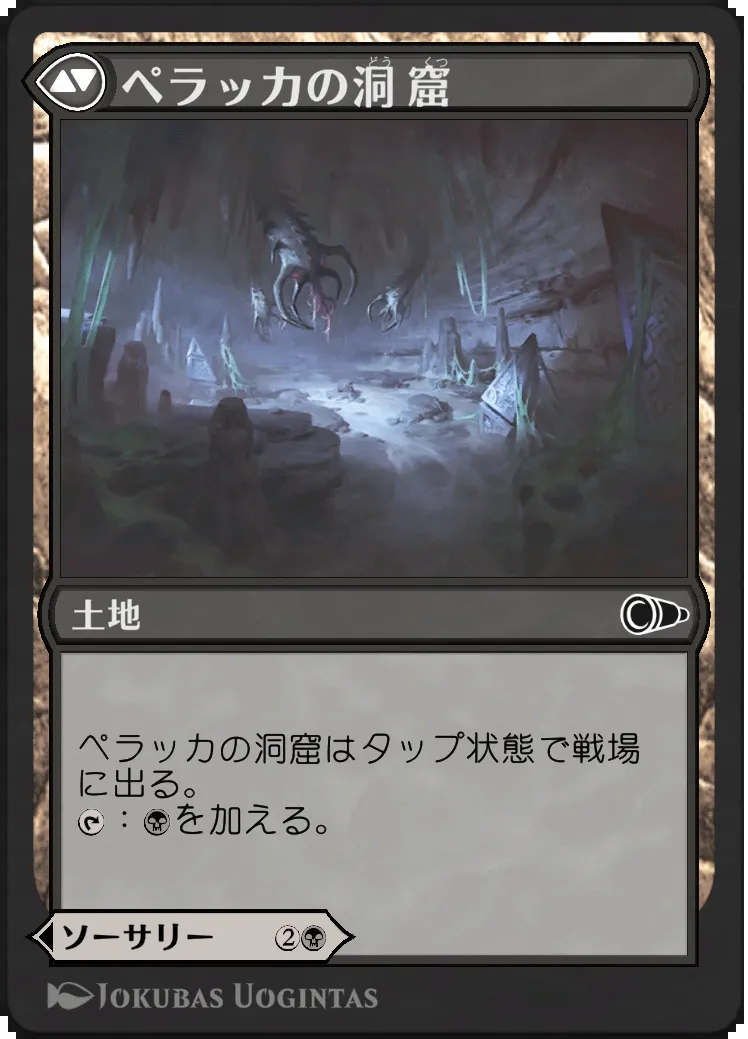 ペラッカの洞窟
土地
ペラッカの洞窟はタップ状態で戦場
に出る。
：を加える。
ソーサリー 2
JOKUBAS UOGINTAS